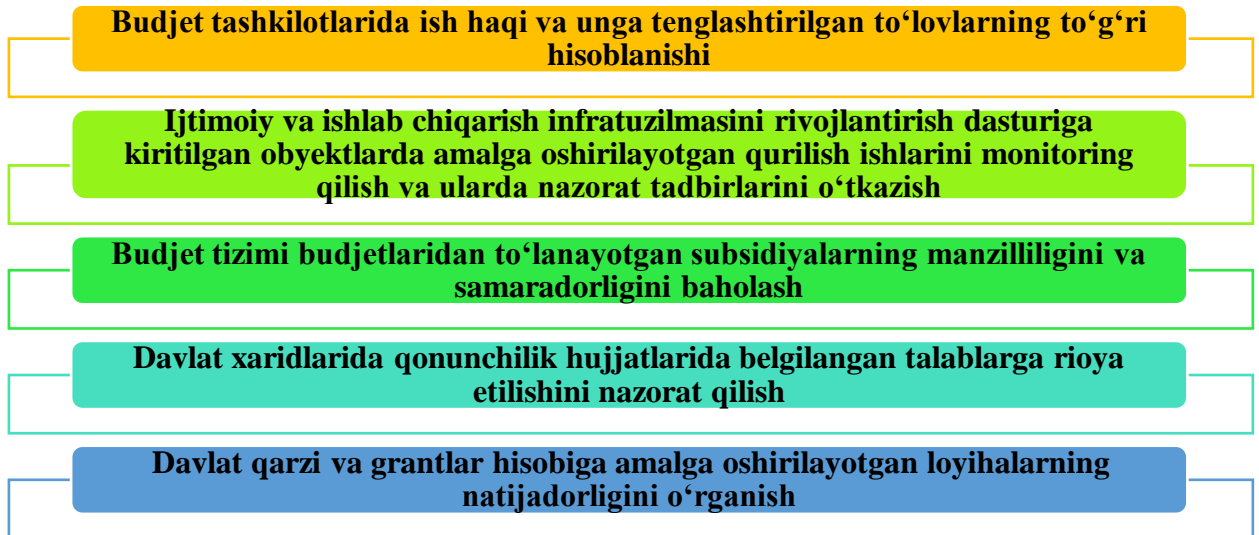 Budjet tashkilotlarida ish haqi va unga tenglashtirilgan to‘lovlarning to‘g‘ri
hisoblanishi
Ijtimoiy va ishlab chiqarish infratuzilmasini rivojlantirish dasturiga
kiritilgan obyektlarda amalga oshirilayotgan qurilish ishlarini monitoring
qilish va ularda nazorat tadbirlarini o‘tkazish
Budjet tizimi budjetlaridan to‘lanayotgan subsidiyalarning manzilliligini va
samaradorligini baholash
Davlat xaridlarida qonunchilik hujjatlarida belgilangan talablarga rioya
etilishini nazorat qilish
Davlat qarzi va grantlar hisobiga amalga oshirilayotgan loyihalarning
natijadorligini o‘rganish